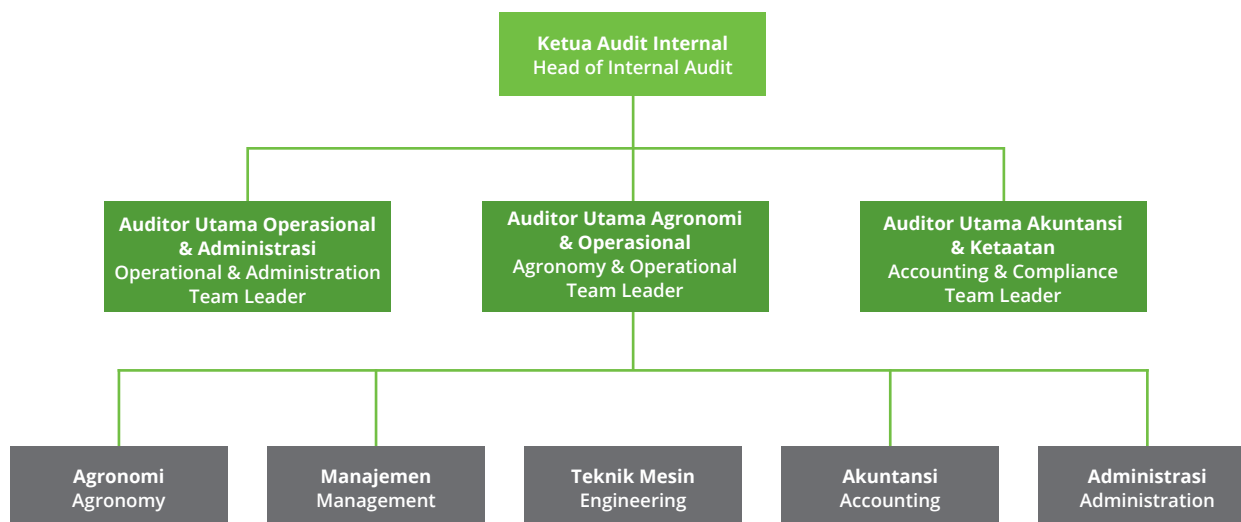 Ketua Audit Internal
Head of Internal Audit
Auditor Utama Operasional
& Administrasi
Operational & Administration
Team Leader
Auditor Utama Agronomi
& Operasional
Agronomy & Operational
Team Leader
Auditor Utama Akuntansi
& Ketaatan
Accounting & Compliance
Team Leader
Agronomi
Agronomy
Manajemen
Management
Teknik Mesin
Engineering
Akuntansi
Accounting
Administrasi
Administration